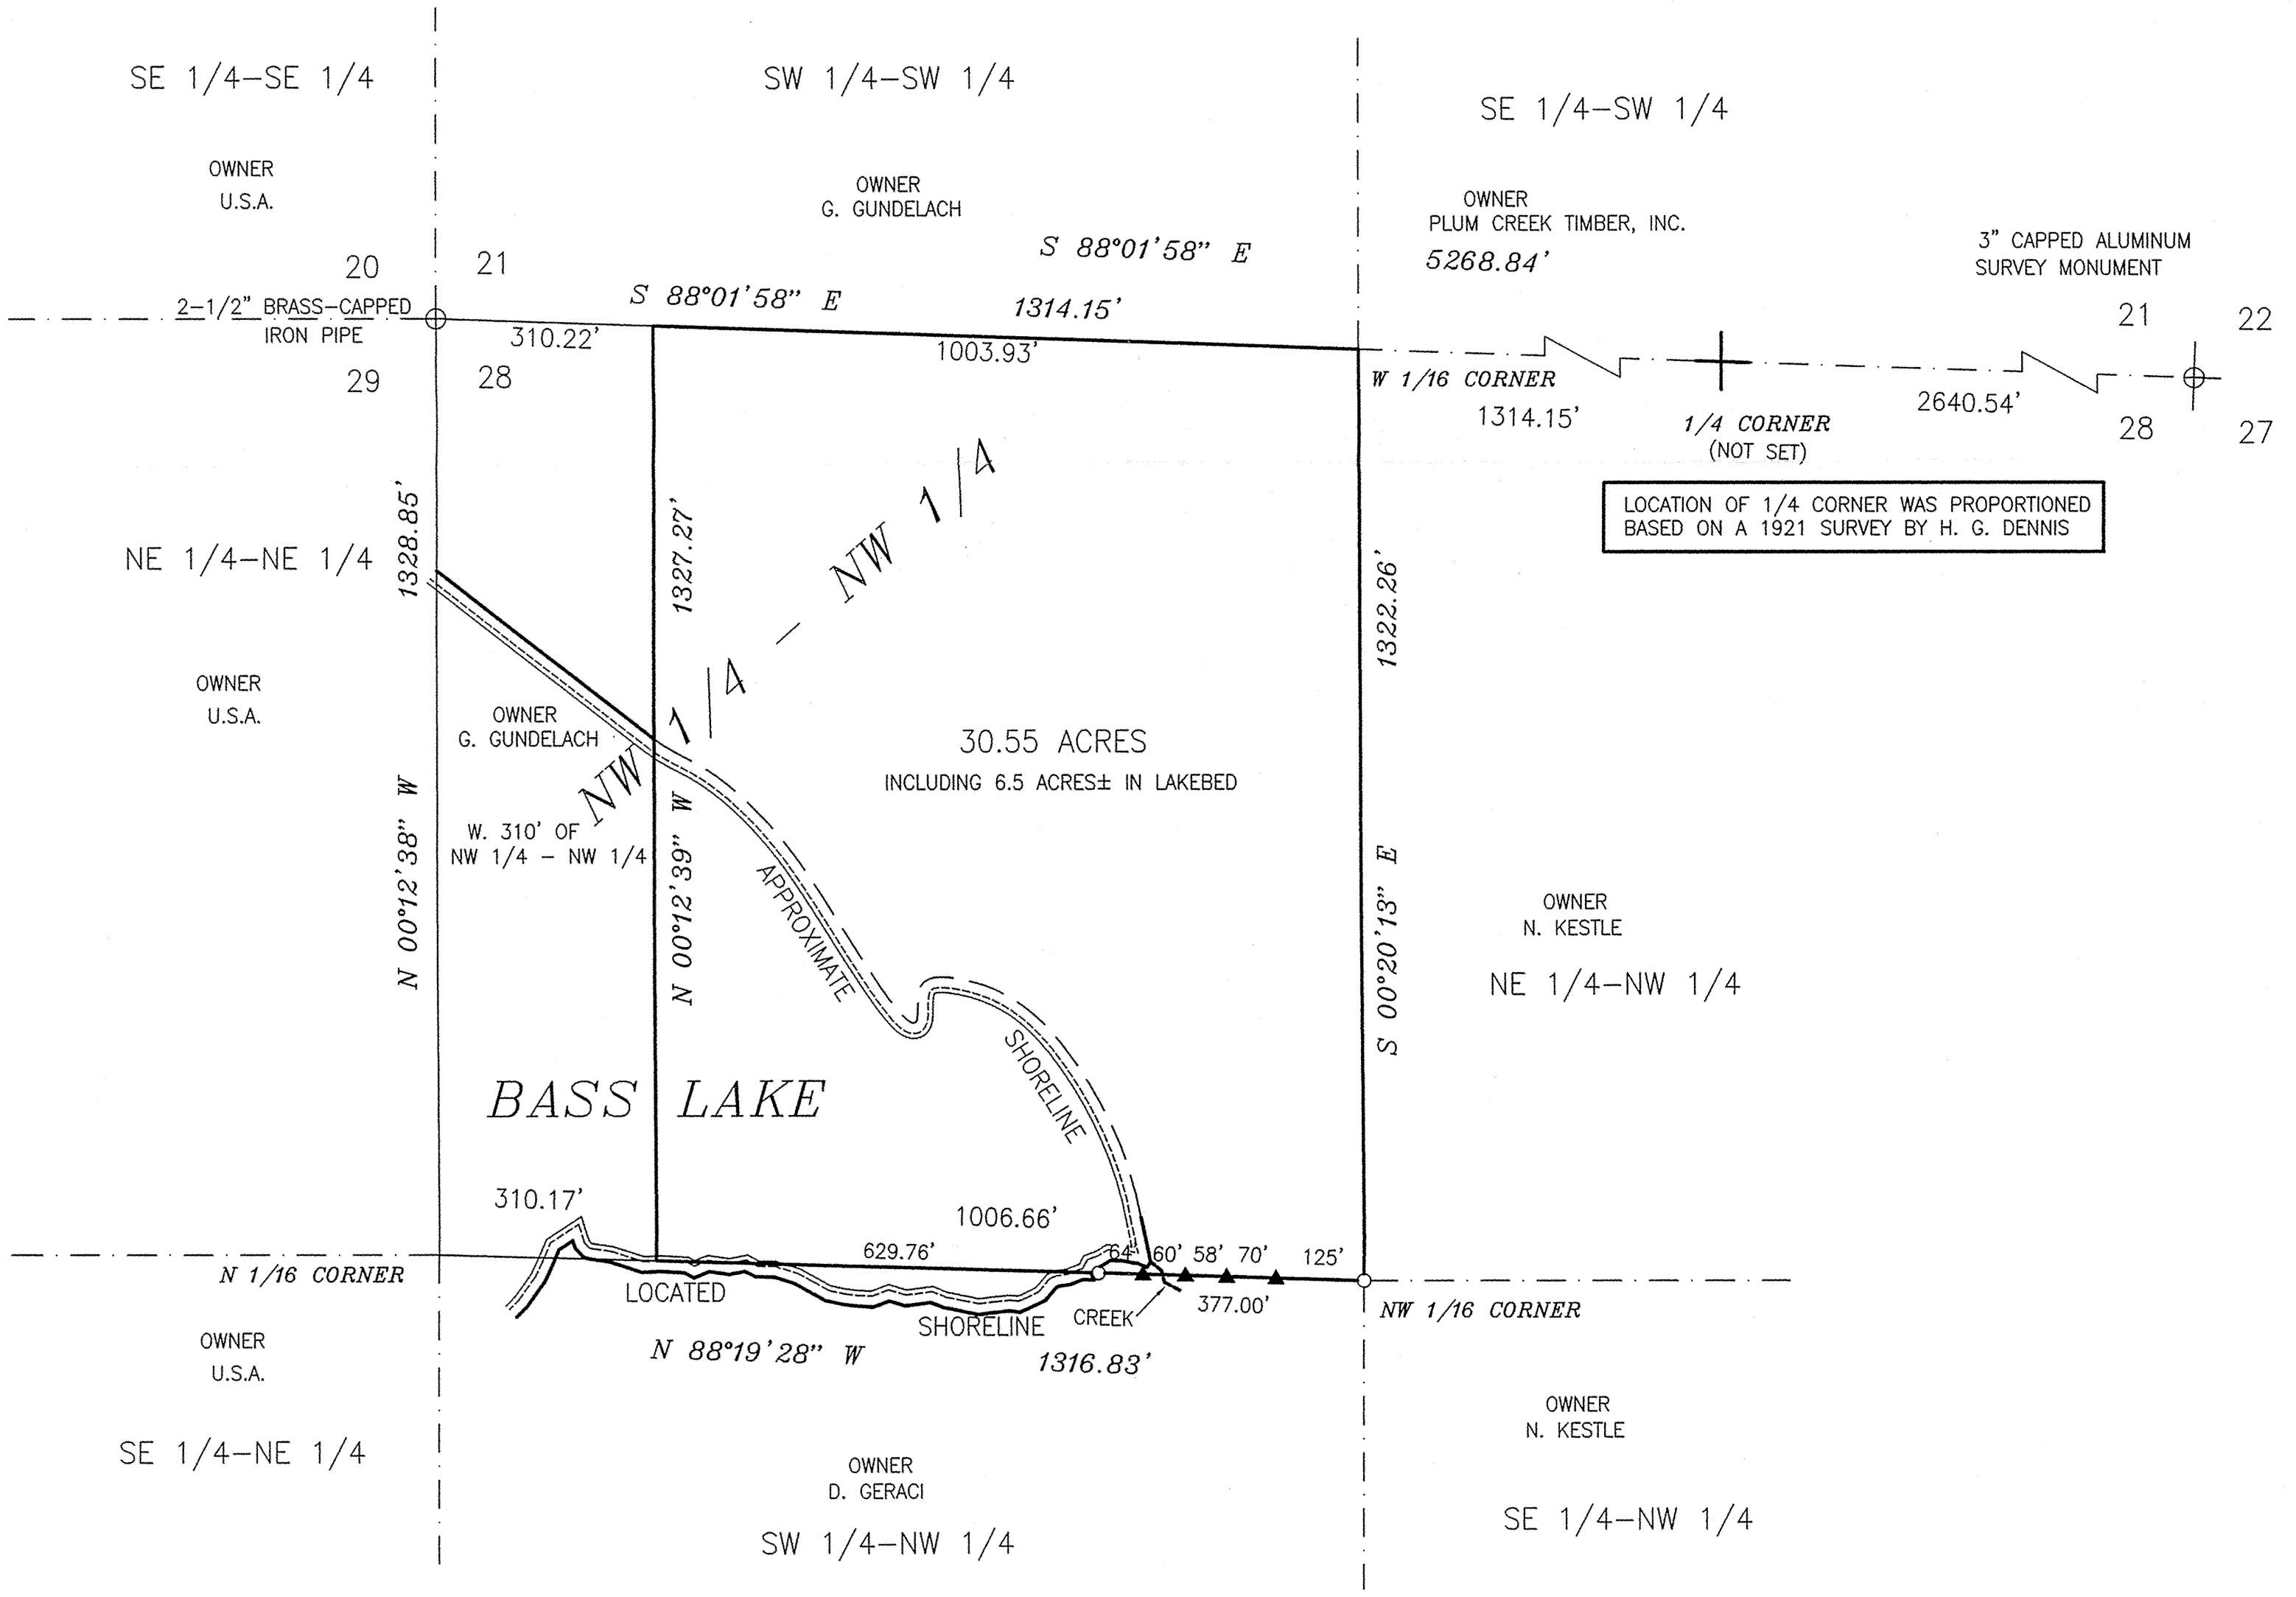 SE 1/4–SE 1/4
SW 1/4–SW 1/4
SE 1/4–SW 1/4
OWNER
U.S.A.
OWNER
G. GUNDELACH
OWNER
PLUM CREEK TIMBER, INC.
S 88°01'58" E
5268.84'
3" CAPPED ALUMINUM
SURVEY MONUMENT
20
21
2–1/2" BRASS–CAPPED
IRON PIPE
29
28
S 88°01'58" E
1314.15'
310.22'
1003.93'
21
22
W 1/16 CORNER
1314.15'
1/4 CORNER
(NOT SET)
2640.54'
28
27
LOCATION OF 1/4 CORNER WAS PROPORTIONED
BASED ON A 1921 SURVEY BY H. G. DENNIS
NE 1/4–NE 1/4
1328.85'
N 00°12'38" W
1327.27'
N 00°12'39" W
NW 1/4 – NW 1/4
1322.26'
S 00°20'13" E
OWNER
U.S.A.
OWNER
G. GUNDELACH
W. 310' OF
NW 1/4 – NW 1/4
30.55 ACRES
INCLUDING 6.5 ACRES± IN LAKEBED
APPROXIMATE
SHORELINE
OWNER
N. KESTLE
NE 1/4–NW 1/4
BASS LAKE
310.17'
1006.66'
629.76'
64'
60'
58'
70'
125'
N 1/16 CORNER
LOCATED
SHORELINE
CREEK
377.00'
NW 1/16 CORNER
N 88°19'28" W
1316.83'
OWNER
U.S.A.
SE 1/4–NE 1/4
OWNER
D. GERACI
SW 1/4–NW 1/4
OWNER
N. KESTLE
SE 1/4–NW 1/4